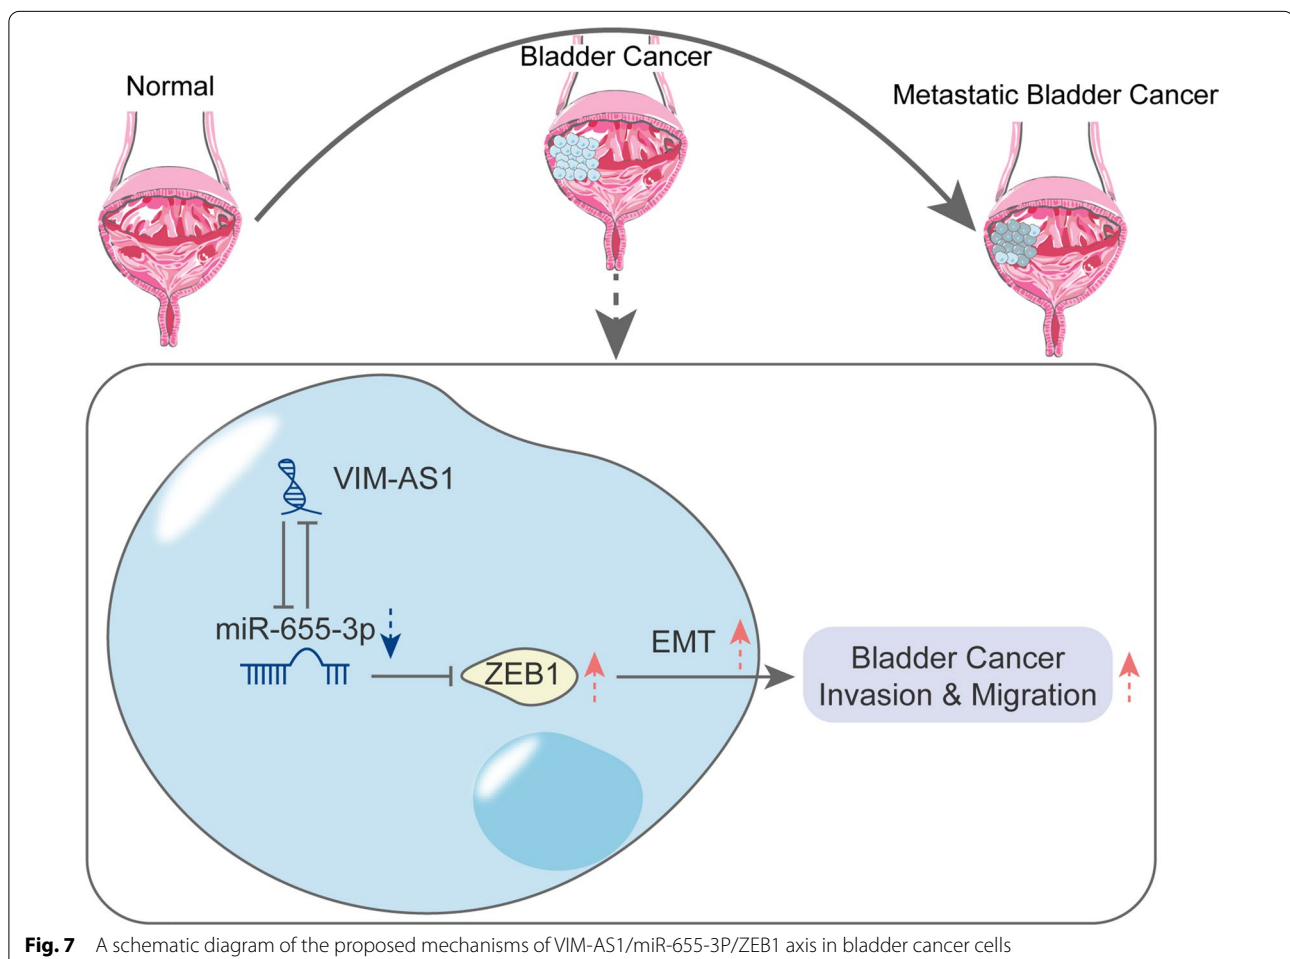 Normal
Bladder Cancer
Metastatic Bladder Cancer
VIM-AS1
miR-655-3p
ZEB1
EMT
Bladder Cancer
Invasion & Migration
Fig. 7 A schematic diagram of the proposed mechanisms of VIM-AS1/miR-655-3P/ZEB1 axis in bladder cancer cells